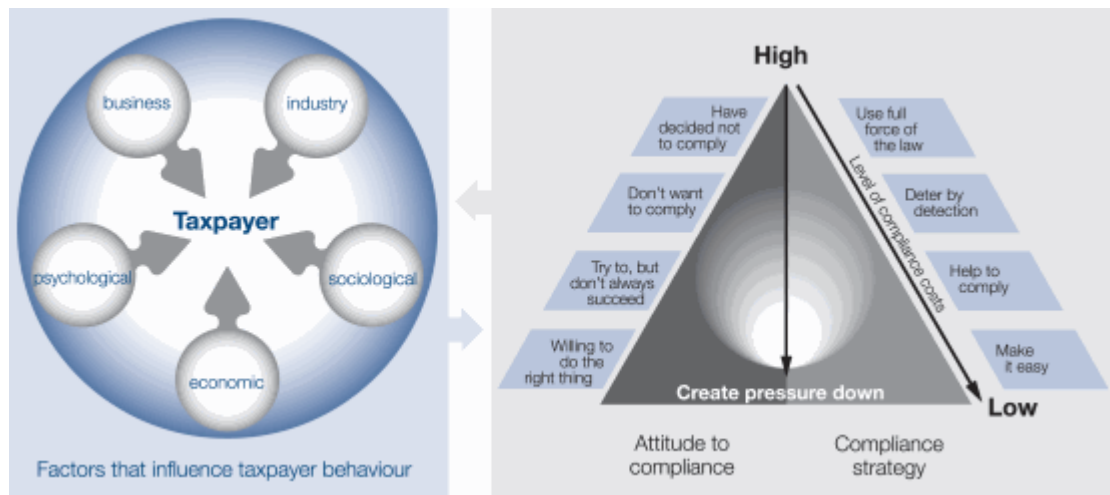 business
industry
Taxpayer
psychological
sociological
economic
Factors that influence taxpayer behaviour
High
Have
decided not
to comply
Don't want
to comply
Try to, but
don't always
succeed
Willing to
do the
right thing
Use full
force of
the law
Deter by
detection
Help to
comply
Make
it easy
Level of compliance costs
Create pressure down
Low
Attitude to
compliance
Compliance
strategy